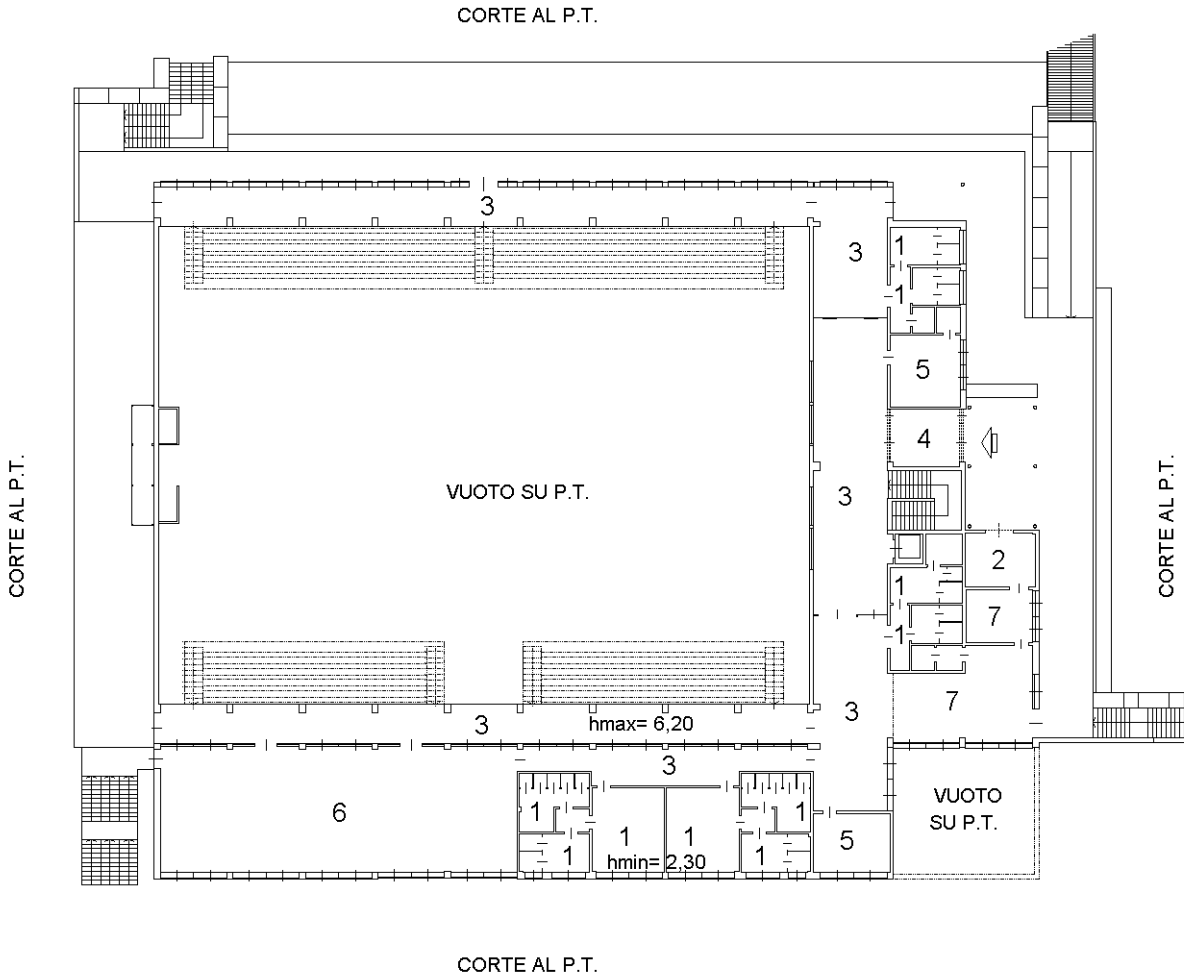 CORTE AL P.T.
3
3
1
1
5
4
CORTE AL P.T.
VUOTO SU P.T.
3
CORTE AL P.T.
2
1
7
1
7
3
3
hmax= 6,20
3
6
1
1
1
1
1
1
hmin= 2,30
5
VUOTO
SU P.T.
CORTE AL P.T.